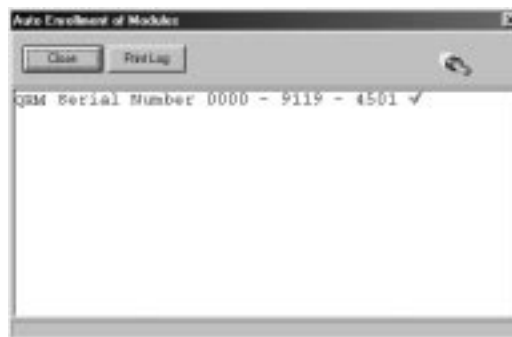 Auto Enrollment of Modules
Close
Print Log
QRM Serial Number 0000 - 9119 - 4501 ✓